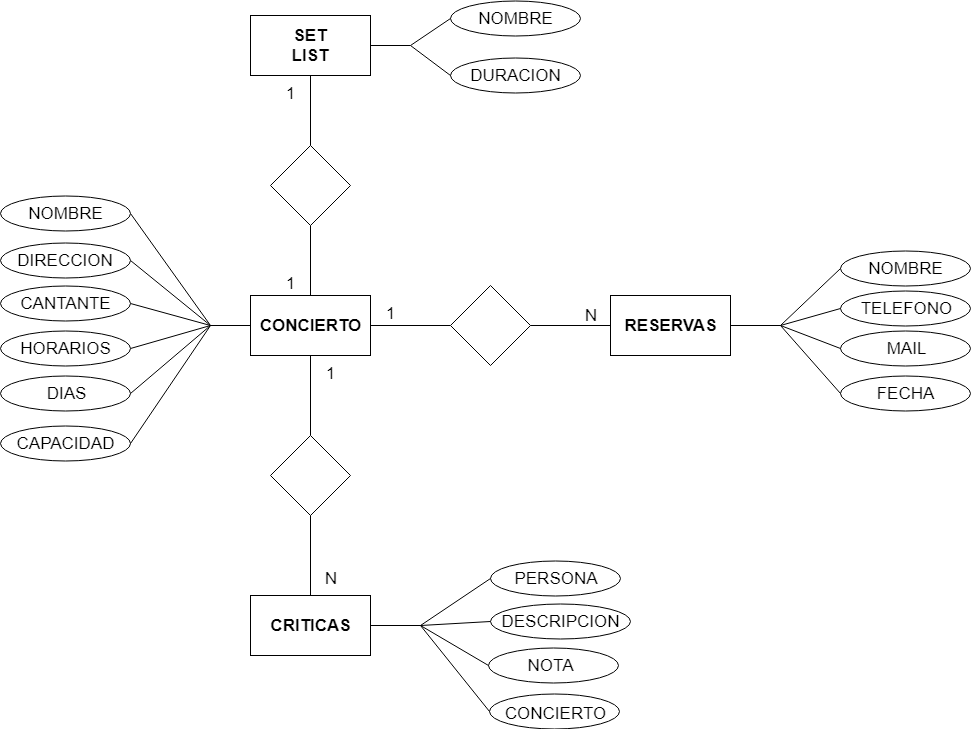 NOMBRE
SET
LIST
DURACION
1
NOMBRE
DIRECCION
CANTANTE
HORARIOS
DIAS
CAPACIDAD
1
CONCIERTO
1
N
RESERVAS
NOMBRE
TELEFONO
MAIL
FECHA
1
N
CRITICAS
PERSONA
DESCRIPCION
NOTA
CONCIERTO